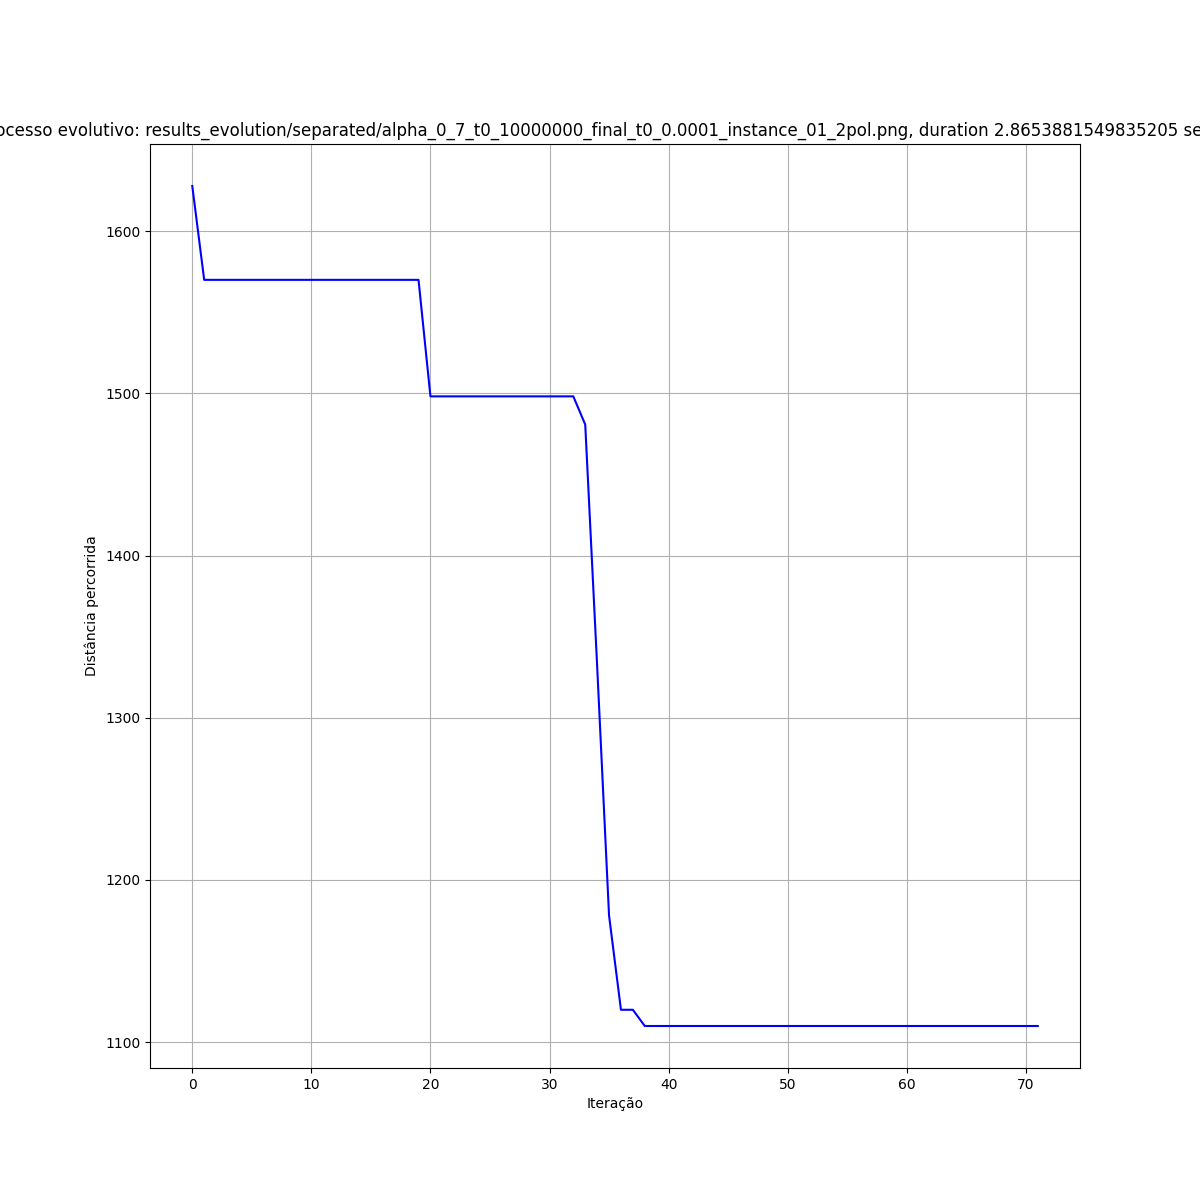 ocesso evolutivo: results_evolution/separated/alpha_0_7_t0_10000000_final_t0_0.0001_instance_01_2pol.png, duration 2.8653881549835205 se
1600
1500
1400
1300
1200
1100
Distância percorrida
0 10 20 30 40 50 60 70
Iteração